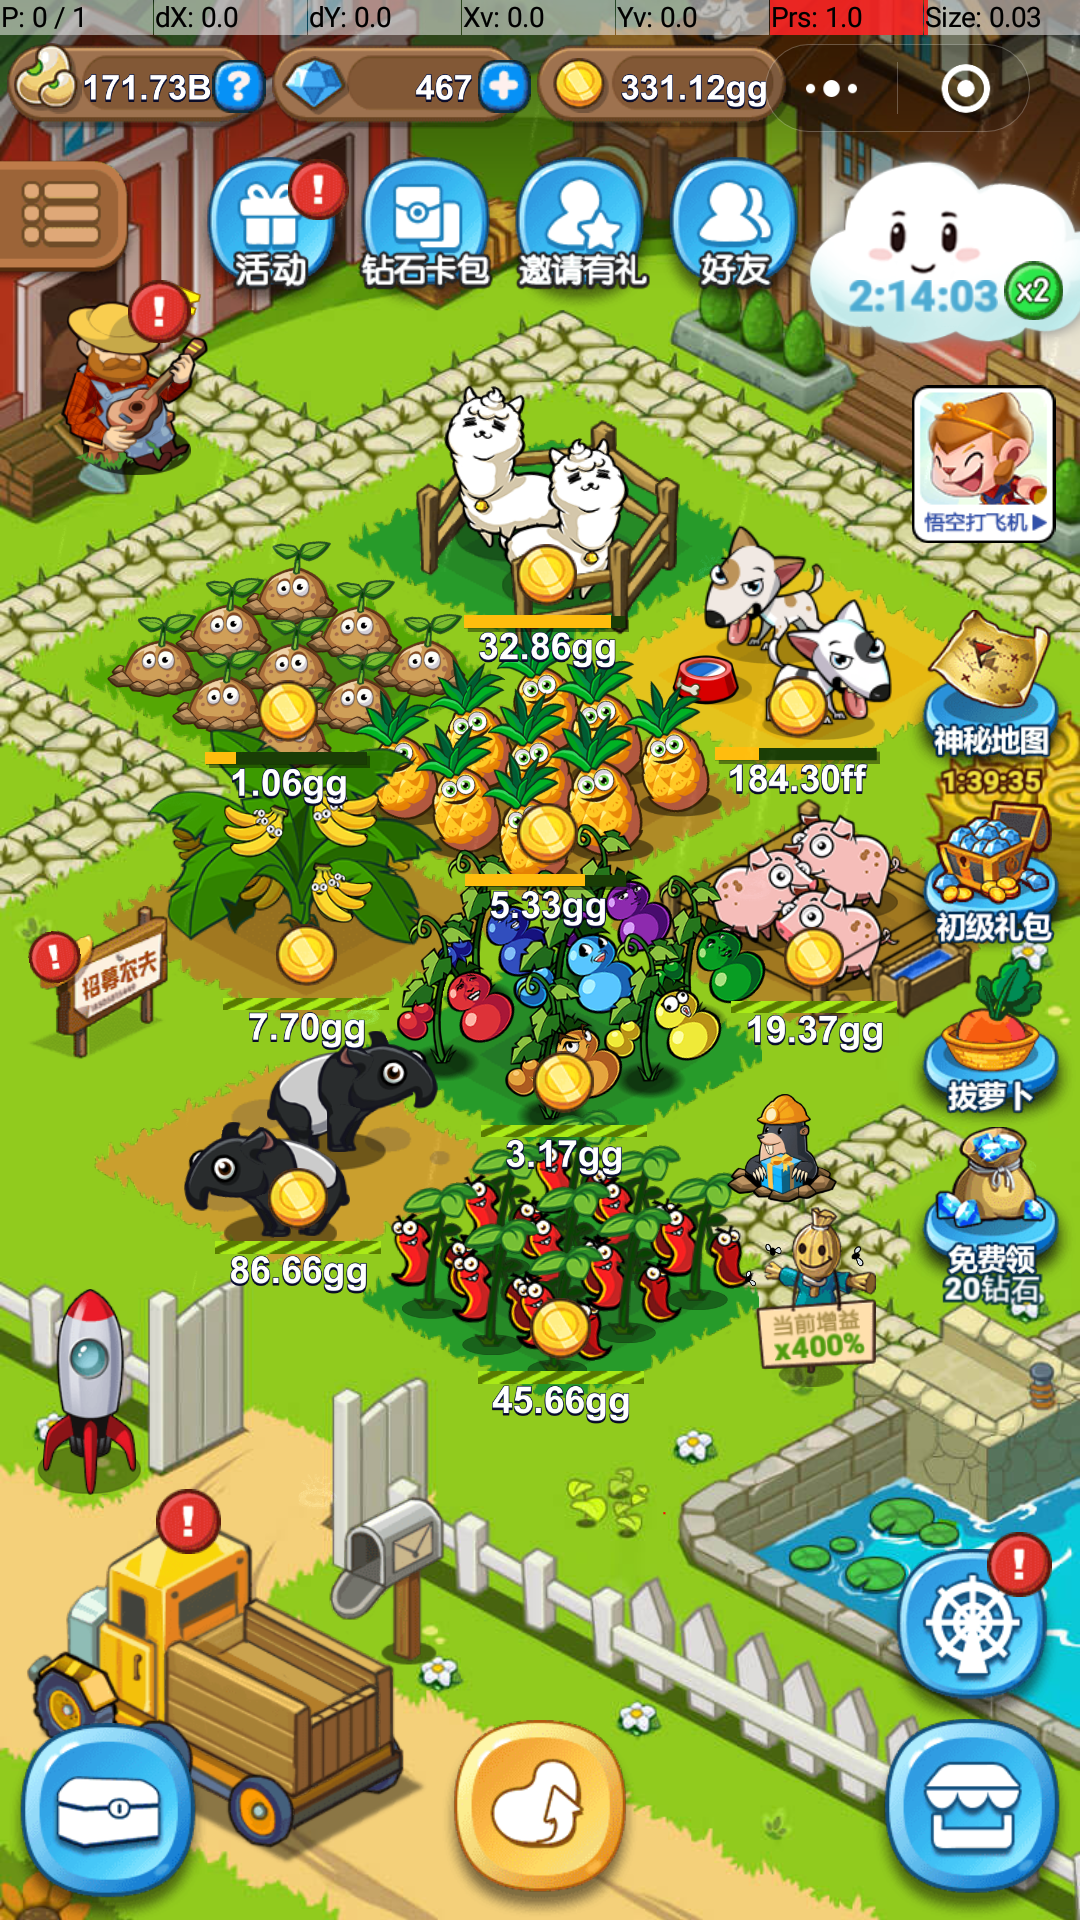 P: 0 / 1 dX: 0.0 dY: 0.0 Xv: 0.0 Yv: 0.0 Prs: 1.0 Size: 0.03
171.73B ? 467 331.12gg
活动 钻石卡包 邀请有礼 好友
2:14:03 x2
悟空打飞机
32.86gg
神秘地图
1.06gg
184.30ff
1:39:35
5.33gg
初级礼包
招募农夫
7.70gg
19.37gg
拔萝卜
3.17gg
86.66gg
免费领
20钻石
当前增益
x400%
45.66gg